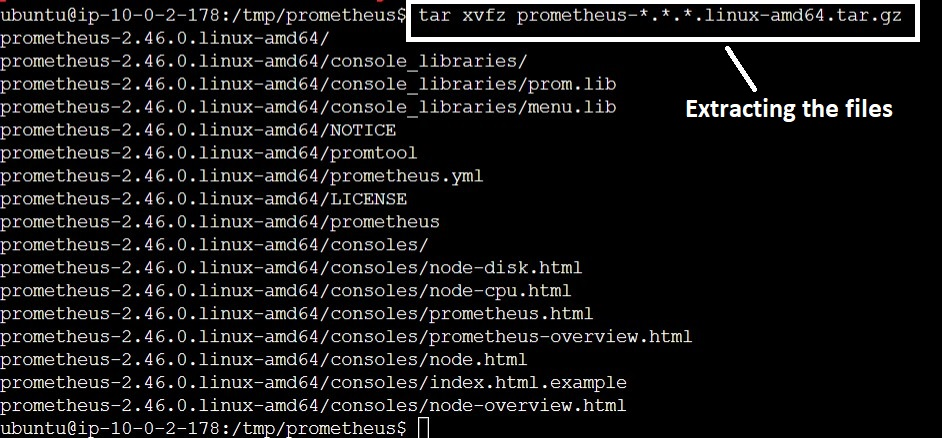 ubuntu@ip-10-0-2-178:/tmp/prometheus$ tar xvfz prometheus-*.*.*.linux-amd64.tar.gz
prometheus-2.46.0.linux-amd64/
prometheus-2.46.0.linux-amd64/console_libraries/
prometheus-2.46.0.linux-amd64/console_libraries/prom.lib
prometheus-2.46.0.linux-amd64/console_libraries/menu.lib
Extracting the files
prometheus-2.46.0.linux-amd64/NOTICE
prometheus-2.46.0.linux-amd64/promtool
prometheus-2.46.0.linux-amd64/prometheus.yml
prometheus-2.46.0.linux-amd64/LICENSE
prometheus-2.46.0.linux-amd64/prometheus
prometheus-2.46.0.linux-amd64/consoles/
prometheus-2.46.0.linux-amd64/consoles/node-disk.html
prometheus-2.46.0.linux-amd64/consoles/node-cpu.html
prometheus-2.46.0.linux-amd64/consoles/prometheus.html
prometheus-2.46.0.linux-amd64/consoles/prometheus-overview.html
prometheus-2.46.0.linux-amd64/consoles/node.html
prometheus-2.46.0.linux-amd64/consoles/index.html.example
prometheus-2.46.0.linux-amd64/consoles/node-overview.html
ubuntu@ip-10-0-2-178:/tmp/prometheus$